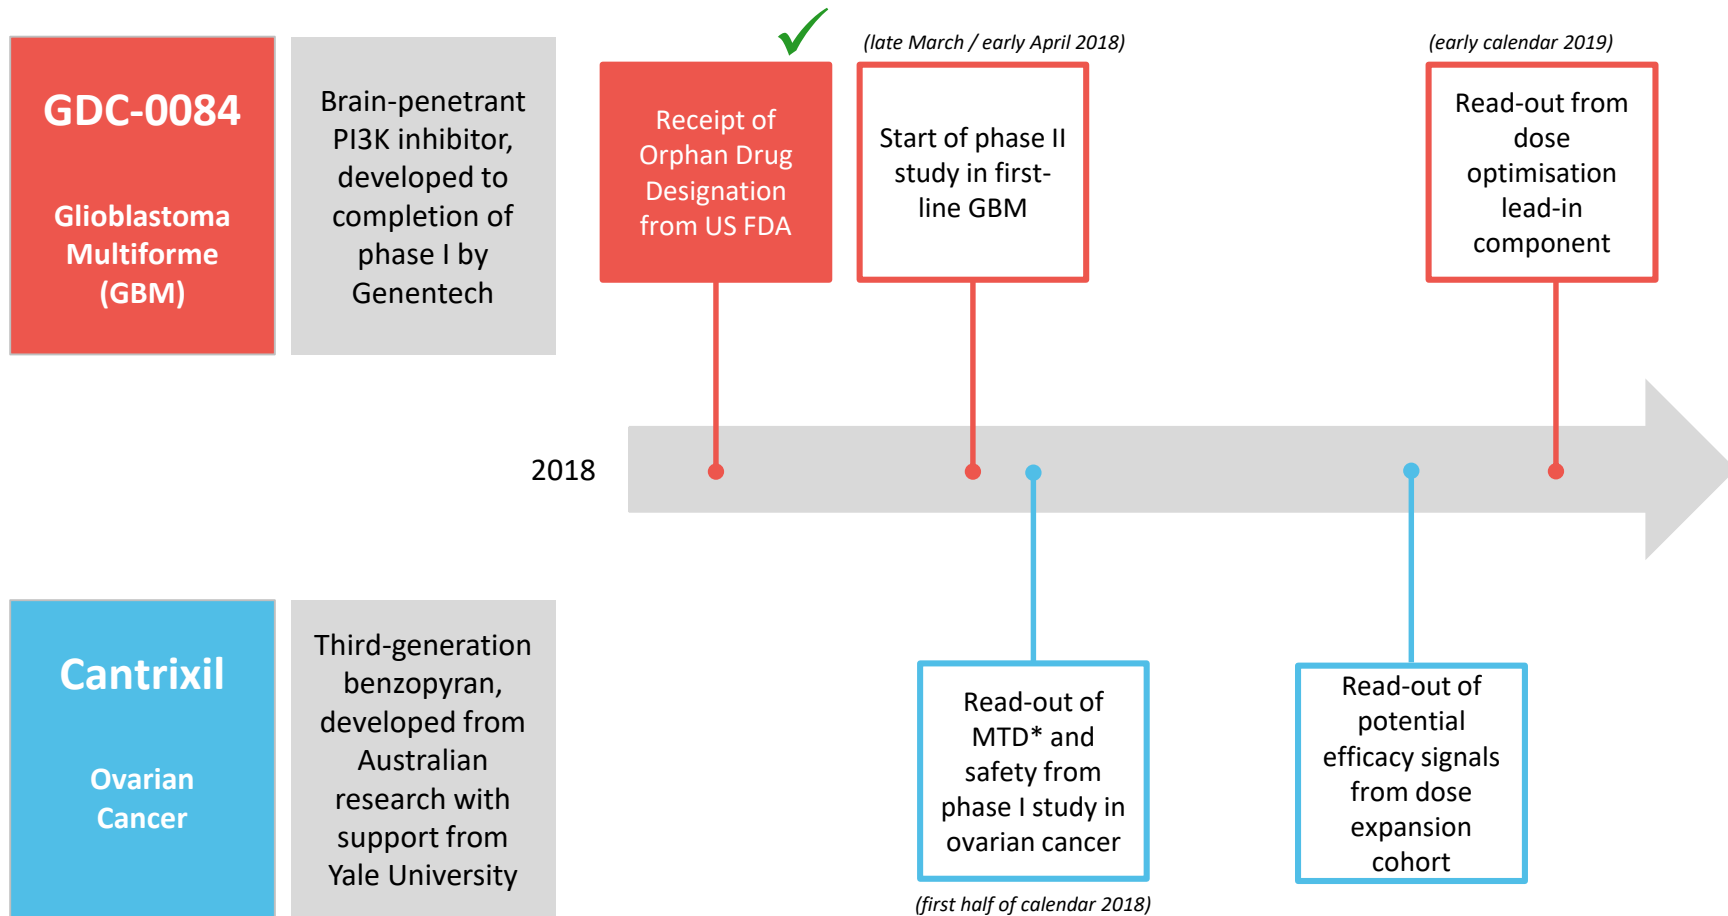 GDC-0084
Glioblastoma
Multiforme
(GBM)
Brain-penetrant
PI3K inhibitor,
developed to
completion of
phase I by
Genentech
Receipt of
Orphan Drug
Designation
from US FDA
(late March / early April 2018)
Start of phase II
study in first-
line GBM
(early calendar 2019)
Read-out from
dose
optimisation
lead-in
component
2018
Cantrixil
Ovarian
Cancer
Third-generation
benzopyran,
developed from
Australian
research with
support from
Yale University
Read-out of
MTD* and
safety from
phase I study in
ovarian cancer
(first half of calendar 2018)
Read-out of
potential
efficacy signals
from dose
expansion
cohort